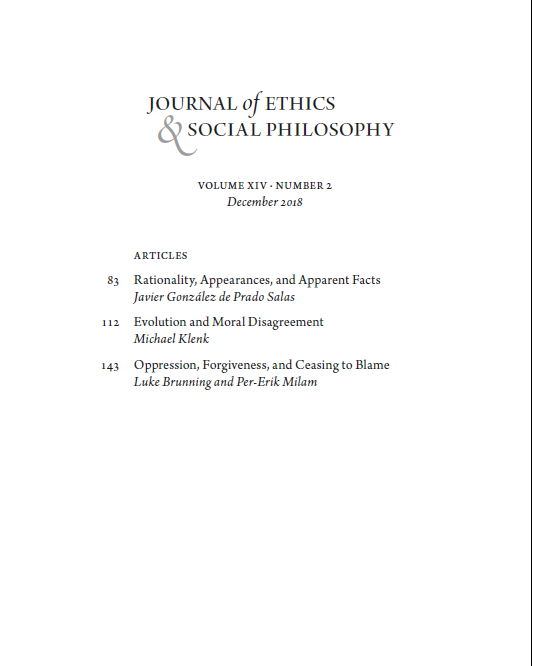 JOURNAL of ETHICS
& SOCIAL PHILOSOPHY
VOLUME XIV · NUMBER 2
December 2018
ARTICLES
83 Rationality, Appearances, and Apparent Facts
Javier González de Prado Salas
112 Evolution and Moral Disagreement
Michael Klenk
143 Oppression, Forgiveness, and Ceasing to Blame
Luke Brunning and Per-Erik Milam